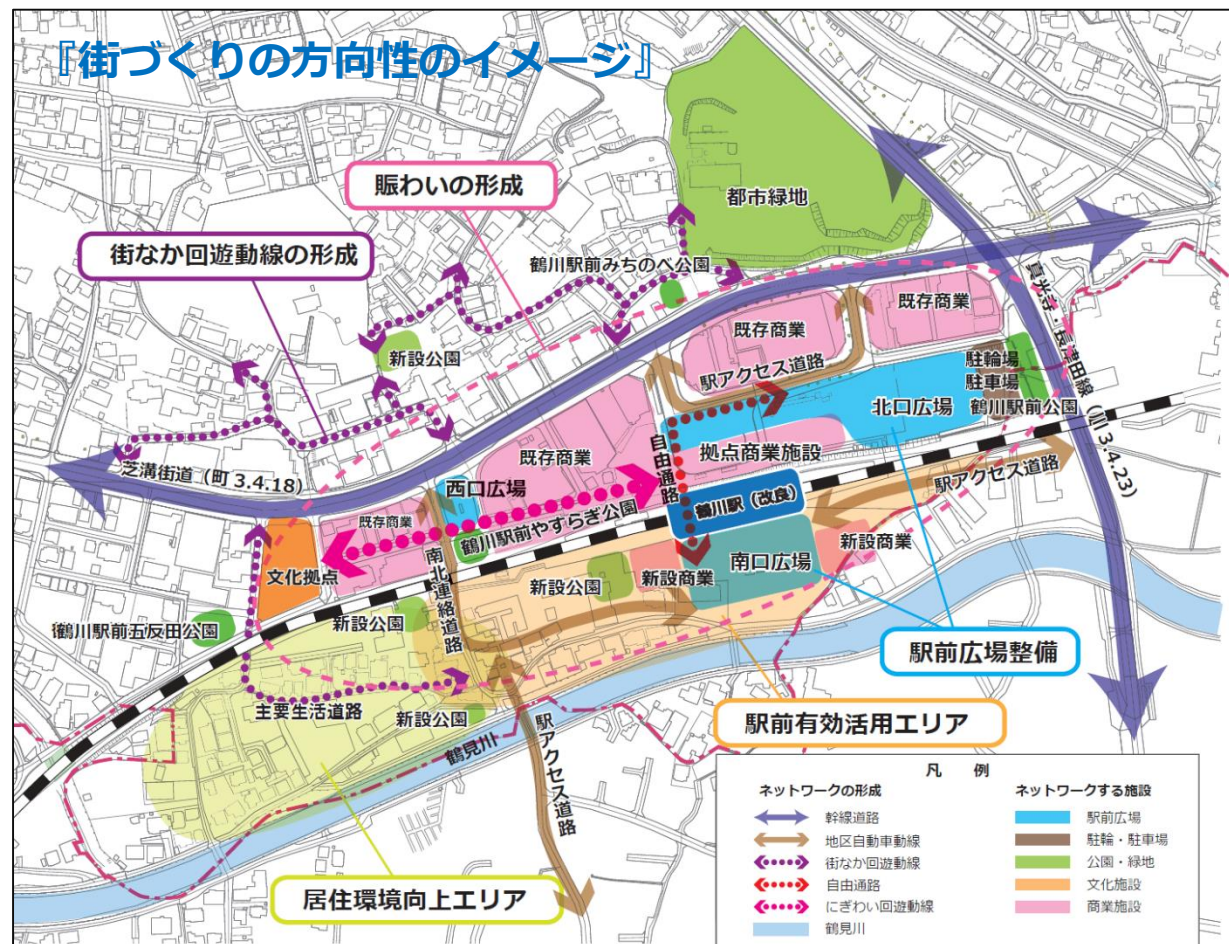 『街づくりの方向性のイメージ』
賑わいの形成
都市緑地
街なか回遊動線の形成
鶴川駅前みちのべ公園
既存商業
既存商業
真光寺・長津田線（川3.4.23）
新設公園
駅アクセス道路
駐輪場
駐車場
北口広場
鶴川駅前公園
自由通路
拠点商業施設
既存商業
芝溝街道（町 3.4.18）
西口広場
駅アクセス道路
鶴川駅（改良）
既存商業
鶴川駅前やすらぎ公園
新設商業
南口広場
文化拠点
南北連絡道路
新設公園
新設商業
鶴川駅前五反田公園
新設公園
駅前広場整備
主要生活道路
新設公園
駅前有効活用エリア
鶴見川
駅アクセス道路
居住環境向上エリア
凡 例
ネットワークの形成
幹線道路
地区自動車動線
街なか回遊動線
自由通路
にぎわい回遊動線
鶴見川
ネットワークする施設
駅前広場
駐輪・駐車場
公園・緑地
文化施設
商業施設